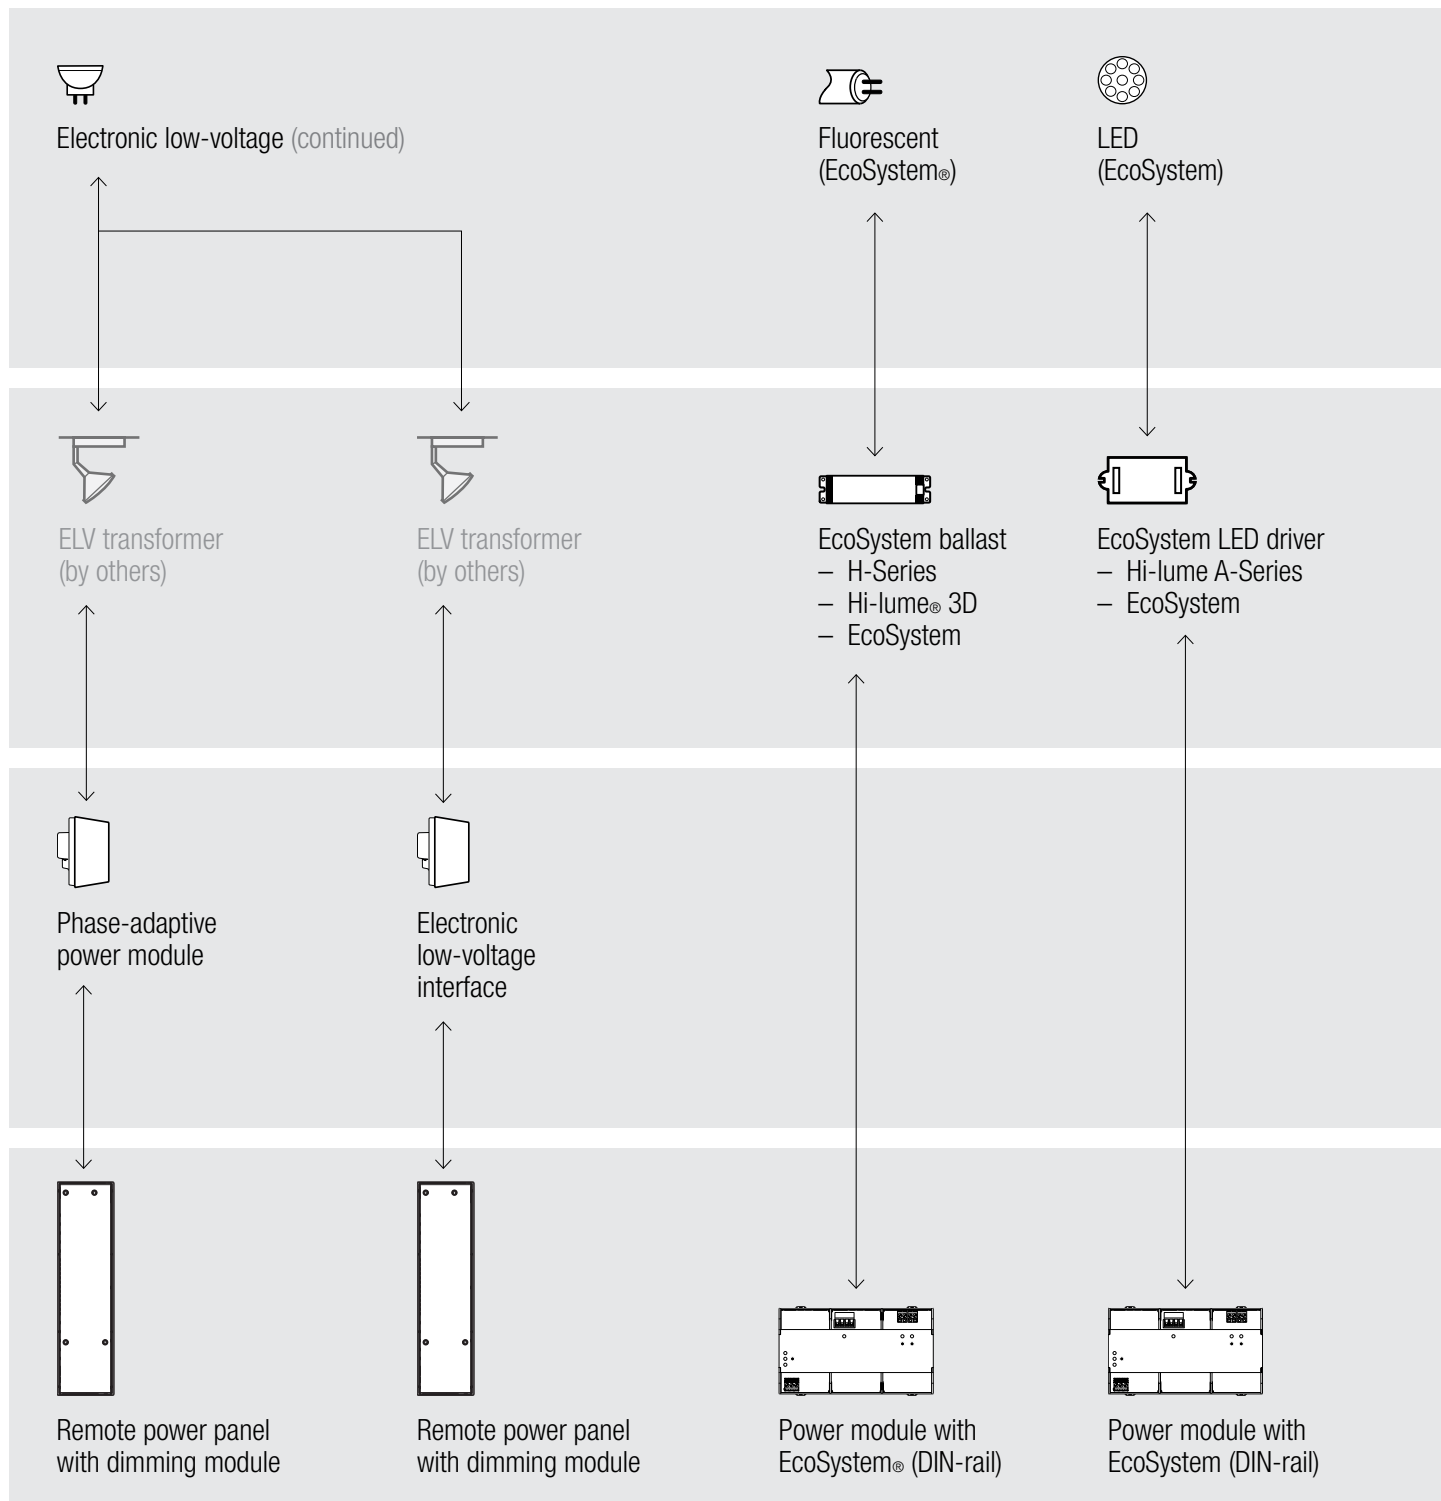 Electronic low-voltage (continued)
Fluorescent
(EcoSystem®)
LED
(EcoSystem)
ELV transformer
(by others)
ELV transformer
(by others)
EcoSystem ballast
– H-Series
– Hi-lume® 3D
– EcoSystem
EcoSystem LED driver
– Hi-lume A-Series
– EcoSystem
Phase-adaptive
power module
Electronic
low-voltage
interface
Remote power panel
with dimming module
Remote power panel
with dimming module
Power module with
EcoSystem® (DIN-rail)
Power module with
EcoSystem (DIN-rail)